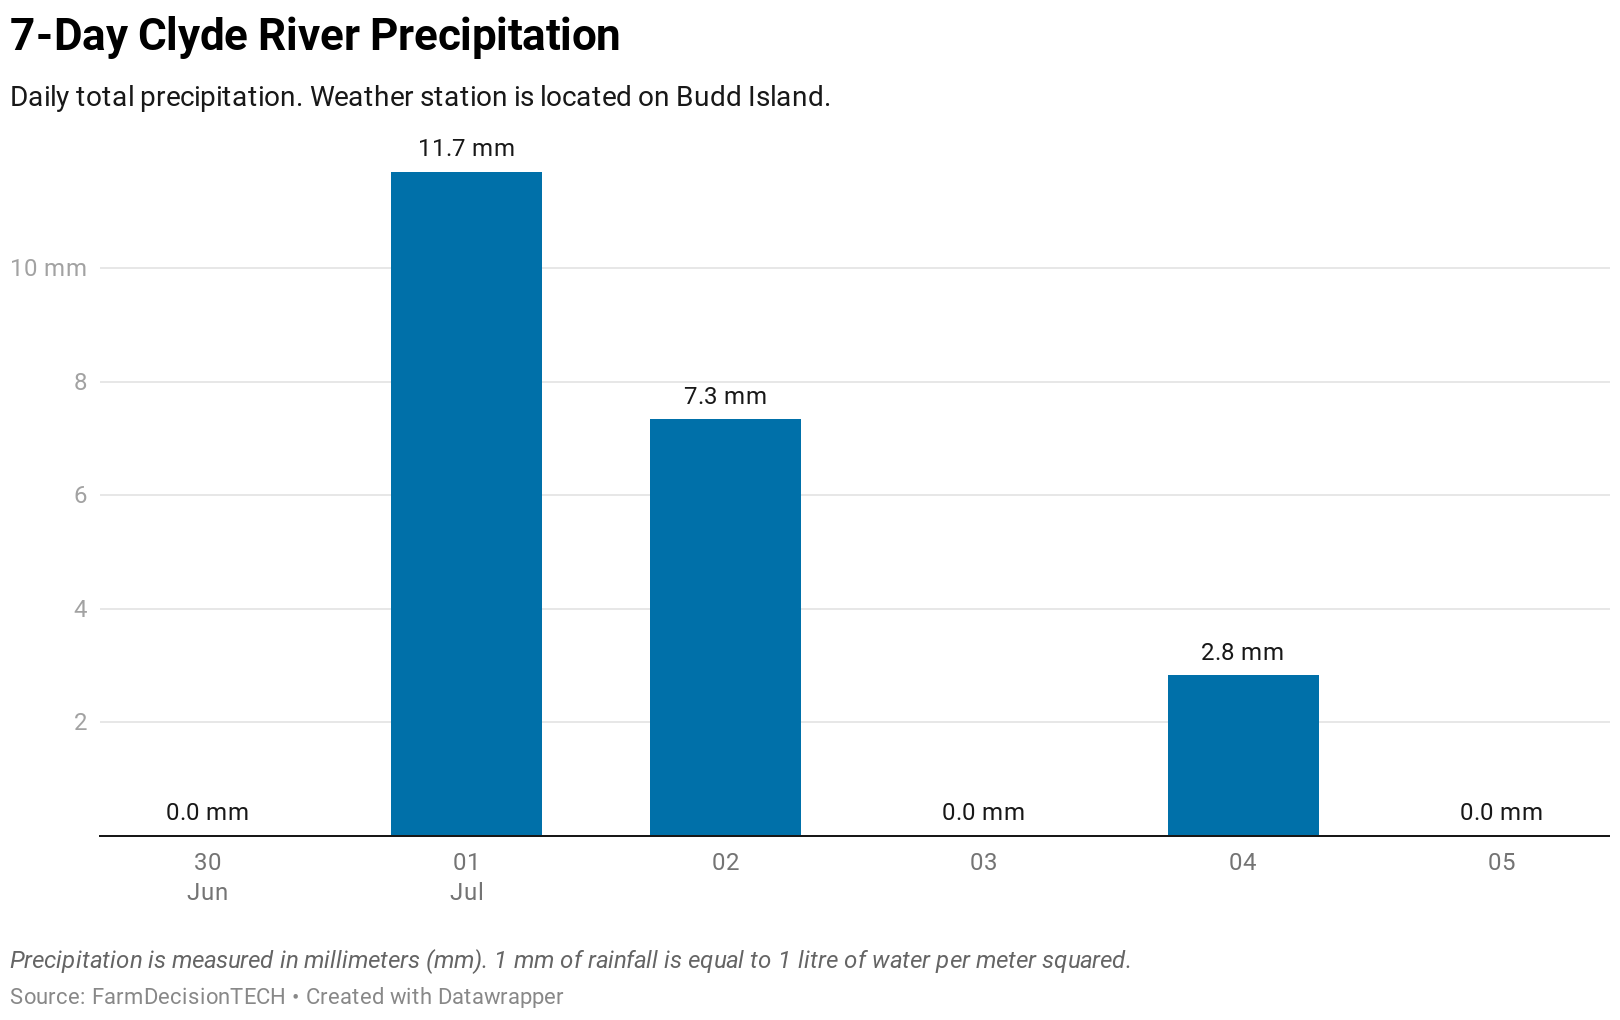 7-Day Clyde River Precipitation
Daily total precipitation. Weather station is located on Budd Island.
11.7 mm
10 mm
8
7.3 mm
6
4
2.8 mm
2
0.0 mm
0.0 mm
0.0 mm
30
01
02
03
04
05
Jun
Jul
Precipitation is measured in millimeters (mm). 1 mm of rainfall is equal to 1 litre of water per meter squared.
Source: FarmDecisionTECH • Created with Datawrapper